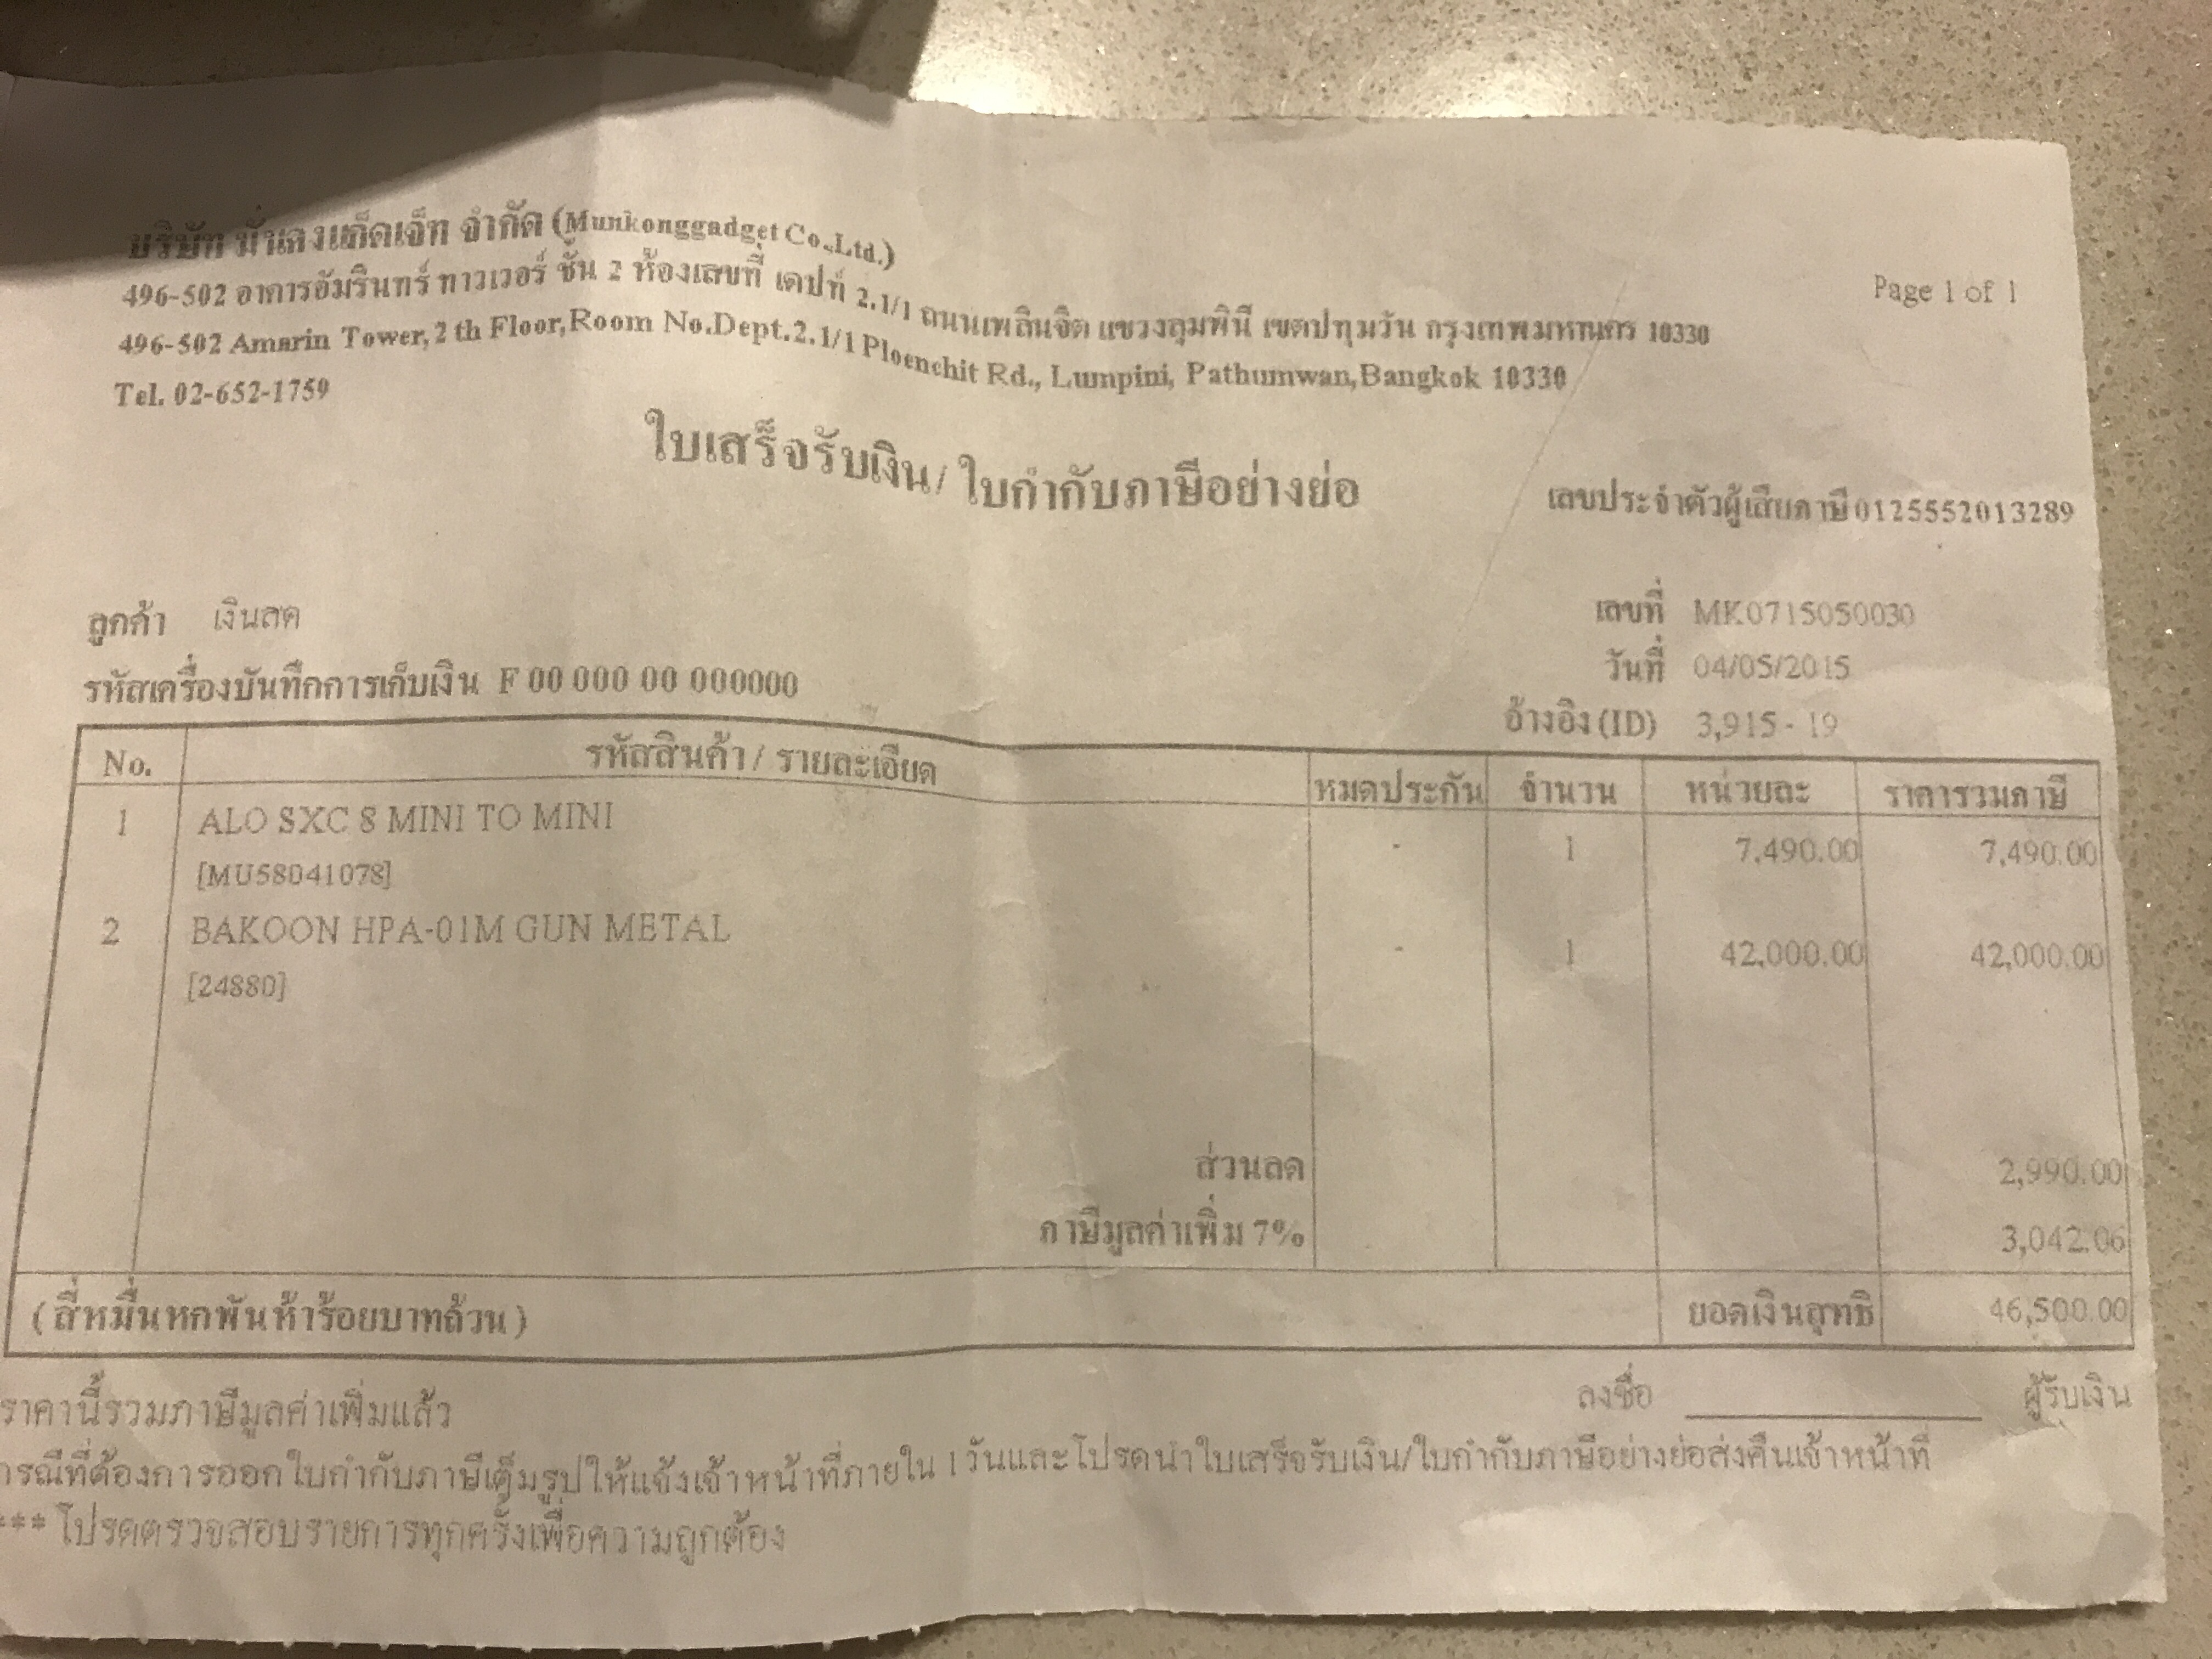 บริษัท มั่นคงแก็ดเจ็ท จำกัด (Munkonggadget Co.,Ltd.)
Page 1 of 1
496-502 อาคารอัมรินทร์ ทาวเวอร์ ชั้น 2 ห้องเลขที่ เดปท์ 2.1/1 ถนนเพลินจิต แขวงลุมพินี เขตปทุมวัน กรุงเทพมหานคร 10330
496-502 Amarin Tower,2 th Floor,Room No.Dept.2.1/1 Ploenchit Rd., Lumpini, Pathumwan,Bangkok 10330
Tel. 02-652-1759
ใบเสร็จรับเงิน/ ใบกำกับภาษีอย่างย่อ
เลขประจำตัวผู้เสียภาษี 0125552013289
ลูกค้า เงินสด
เลขที่ MK0715050030
วันที่ 04/05/2015
รหัสเครื่องบันทึกการเก็บเงิน F 00 000 00 000000
อ้างอิง (ID) 3,915 - 19
No. รหัสสินค้า / รายละเอียด หมดประกัน จำนวน หน่วยละ ราคารวมภาษี
1 ALO SXC 8 MINI TO MINI - 1 7,490.00 7,490.00
[MU58041078]
2 BAKOON HPA-01M GUN METAL - 1 42,000.00 42,000.00
[24880]
ส่วนลด 2,990.00
ภาษีมูลค่าเพิ่ม 7% 3,042.06
( สี่หมื่นหกพันห้าร้อยบาทถ้วน ) ยอดเงินสุทธิ 46,500.00
ราคานี้รวมภาษีมูลค่าเพิ่มแล้ว
ลงชื่อ ผู้รับเงิน
กรณีที่ต้องการออกใบกำกับภาษีเต็มรูปให้แจ้งเจ้าหน้าที่ภายใน 1 วันและโปรดนำใบเสร็จรับเงิน/ใบกำกับภาษีอย่างย่อส่งคืนเจ้าหน้าที่
*** โปรดตรวจสอบรายการทุกครั้งเพื่อความถูกต้อง